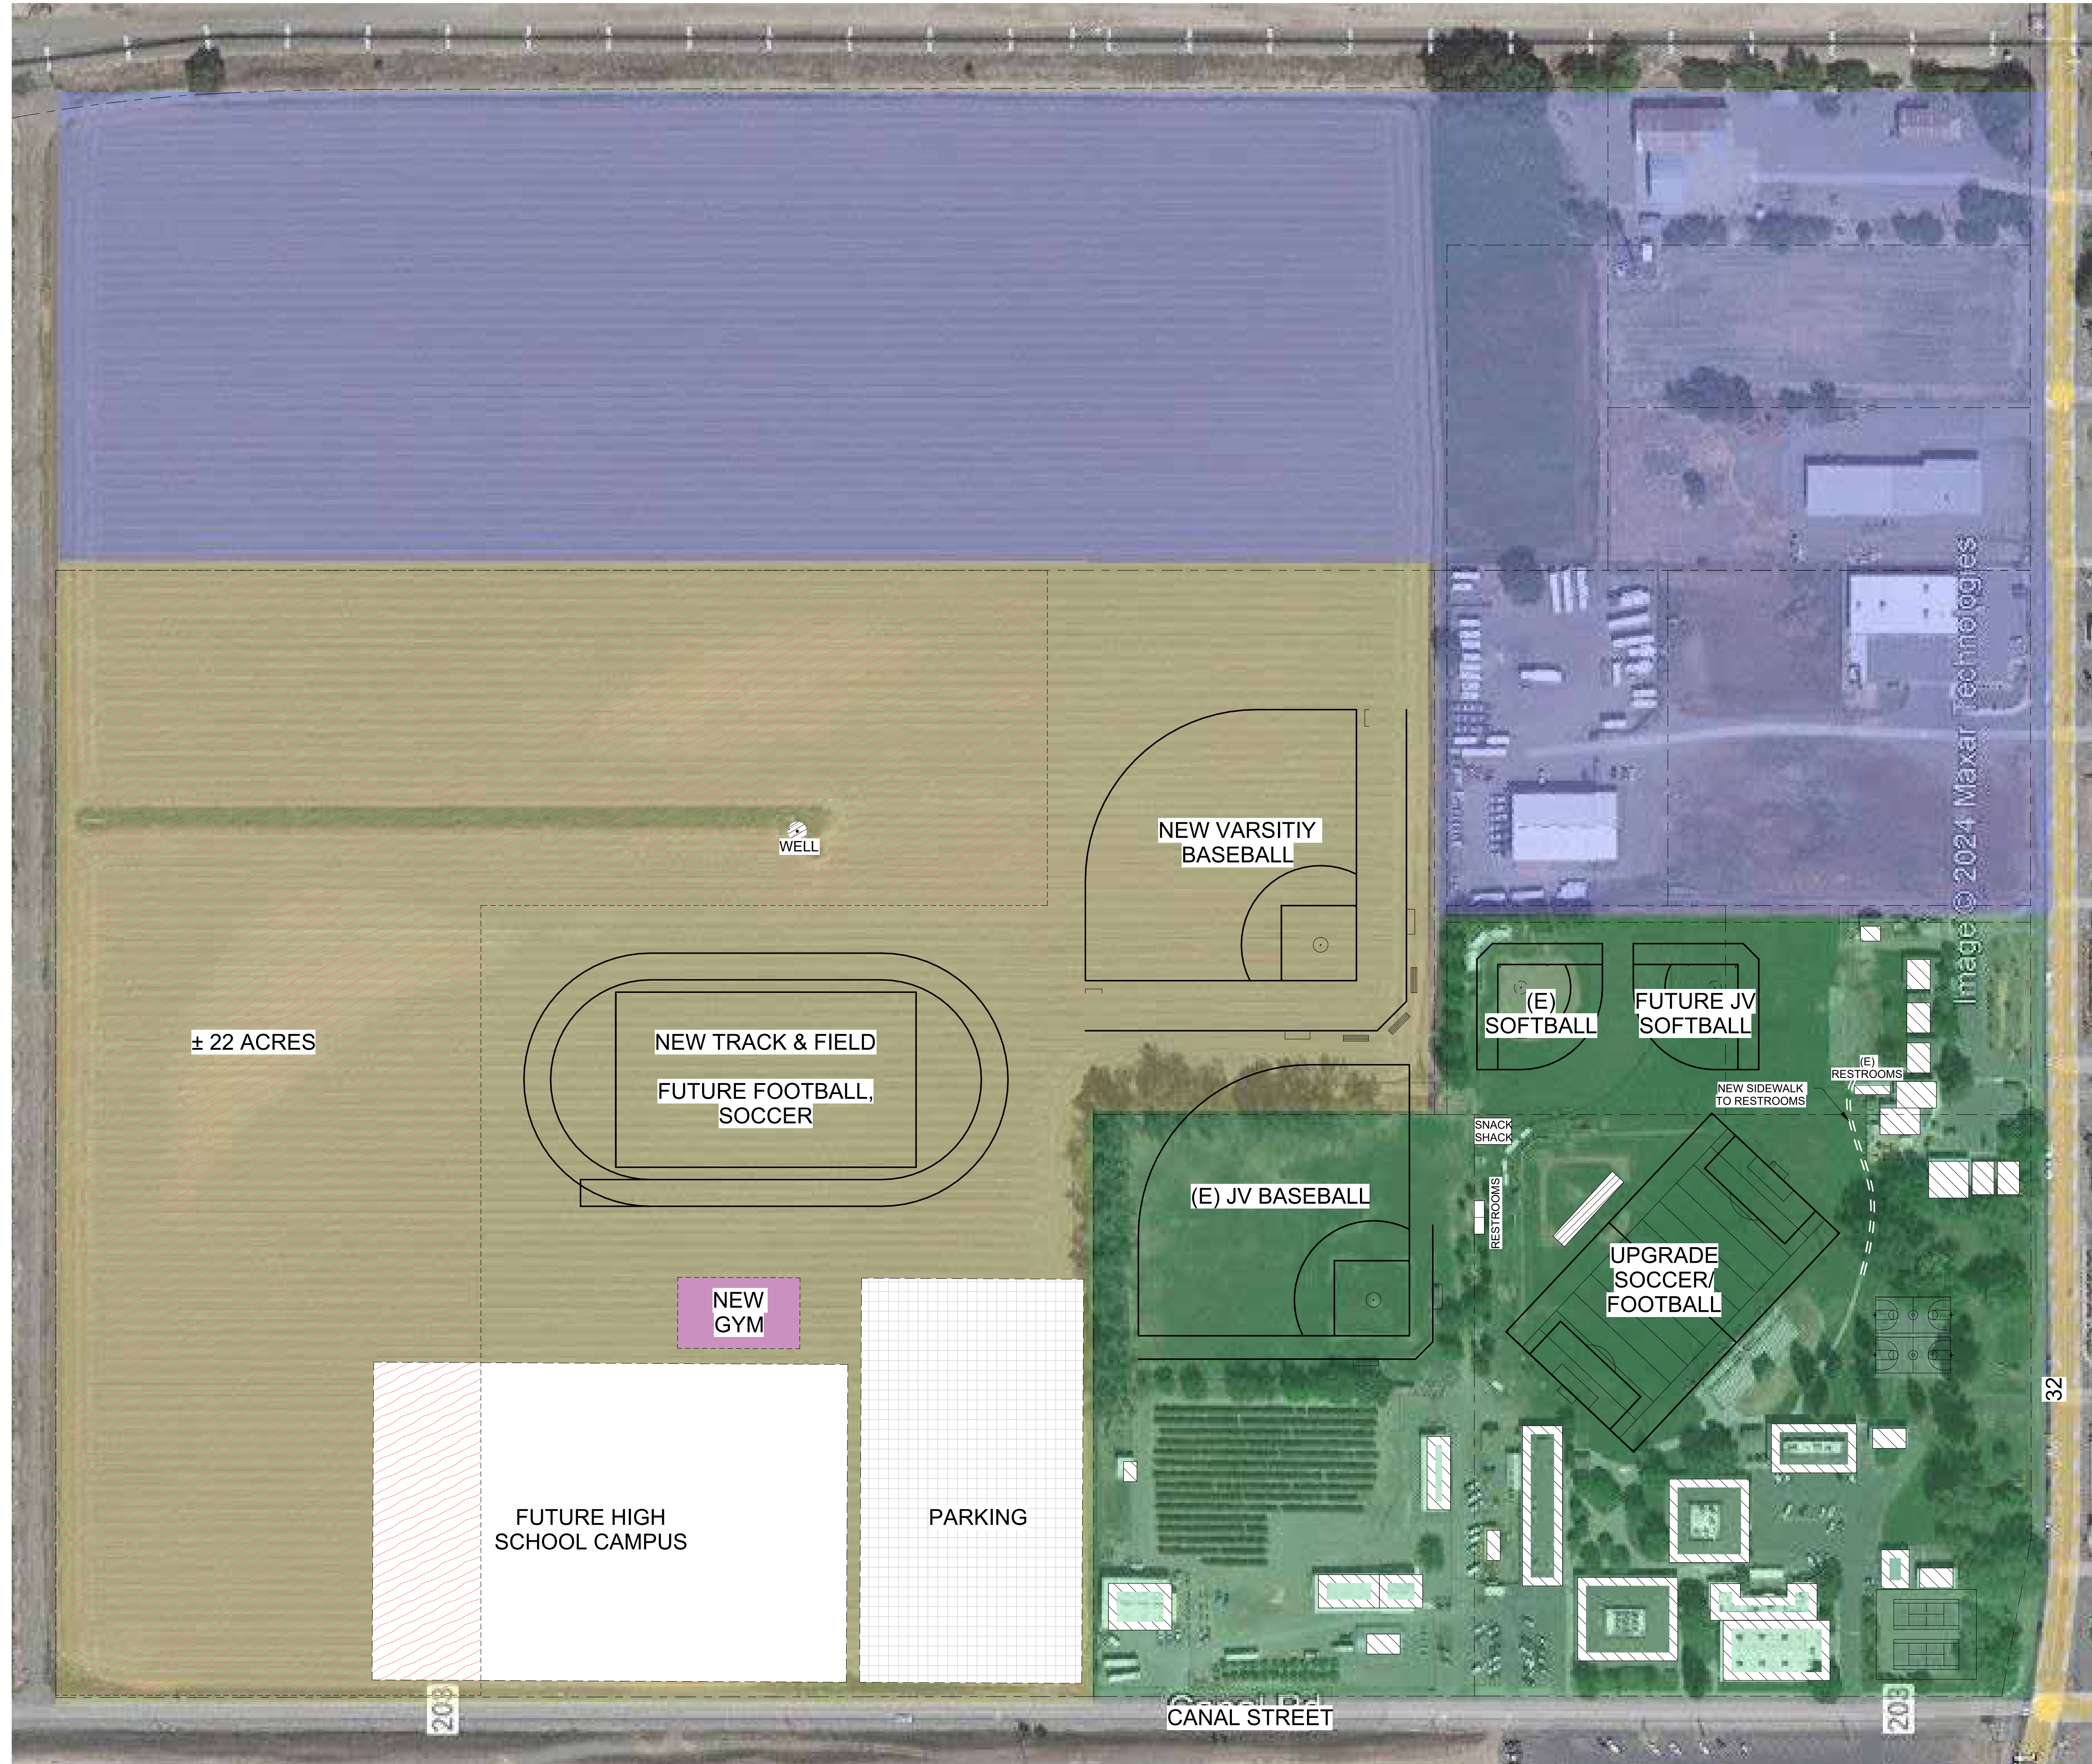 NEW VARSITIY
BASEBALL
WELL
Image © 2024 Maxar Technologies
± 22 ACRES
NEW TRACK & FIELD
FUTURE FOOTBALL,
SOCCER
(E)
SOFTBALL
FUTURE JV
SOFTBALL
(E)
RESTROOMS
NEW SIDEWALK
TO RESTROOMS
SNACK
SHACK
RESTROOMS
(E) JV BASEBALL
UPGRADE
SOCCER/
FOOTBALL
NEW
GYM
32
FUTURE HIGH
SCHOOL CAMPUS
PARKING
203
Canal Rd
203
CANAL STREET